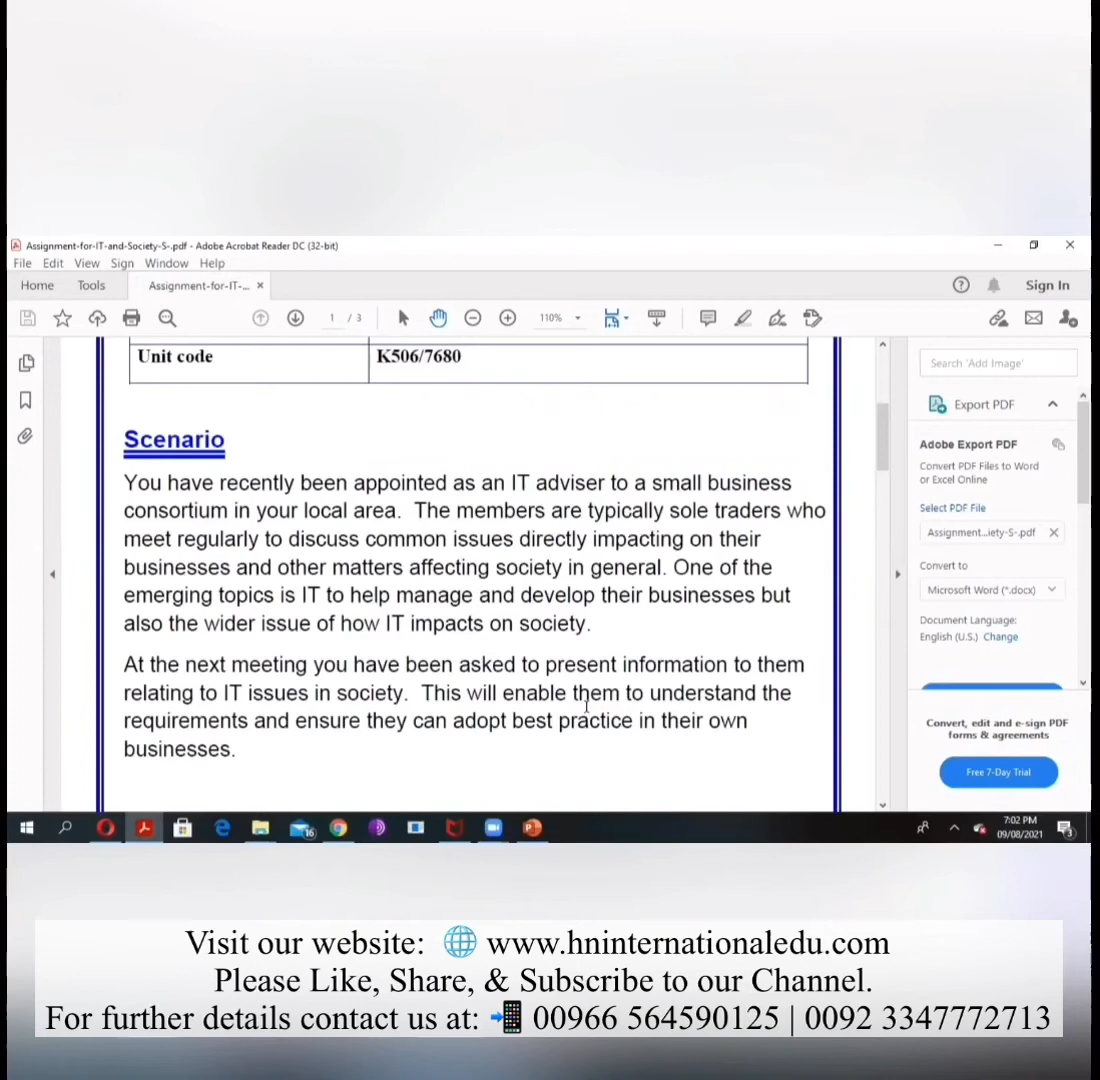 Assignment-for-IT-and-Society-S-.pdf - Adobe Acrobat Reader DC (32-bit)
File Edit View Sign Window Help
Home Tools Assignment-for-IT-... × Sign In
1 / 3 110% Search 'Add Image'
Unit code K506/7680
Export PDF
Scenario
Adobe Export PDF
Convert PDF Files to Word
or Excel Online
You have recently been appointed as an IT adviser to a small business
consortium in your local area. The members are typically sole traders who
meet regularly to discuss common issues directly impacting on their
businesses and other matters affecting society in general. One of the
emerging topics is IT to help manage and develop their businesses but
also the wider issue of how IT impacts on society.
At the next meeting you have been asked to present information to them
relating to IT issues in society. This will enable them to understand the
requirements and ensure they can adopt best practice in their own
businesses.
Select PDF File
Assignment...iety-S-.pdf ×
Convert to
Microsoft Word (*.docx)
Document Language:
English (U.S.) Change
Convert, edit and e-sign PDF
forms & agreements
Free 7-Day Trial
16
7:02 PM
09/08/2021
3
Visit our website: 🌐 www.hninternationaledu.com
Please Like, Share, & Subscribe to our Channel.
For further details contact us at: 📲 00966 564590125 | 0092 3347772713